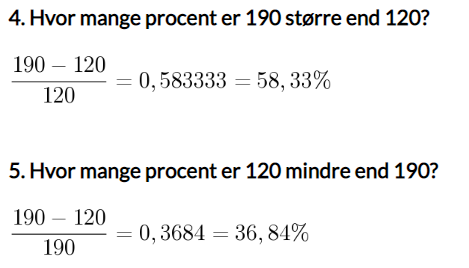 4. Hvor mange procent er 190 større end 120?
190 − 120
120
= 0,583333 = 58,33%
5. Hvor mange procent er 120 mindre end 190?
190 − 120
190
= 0,3684 = 36,84%